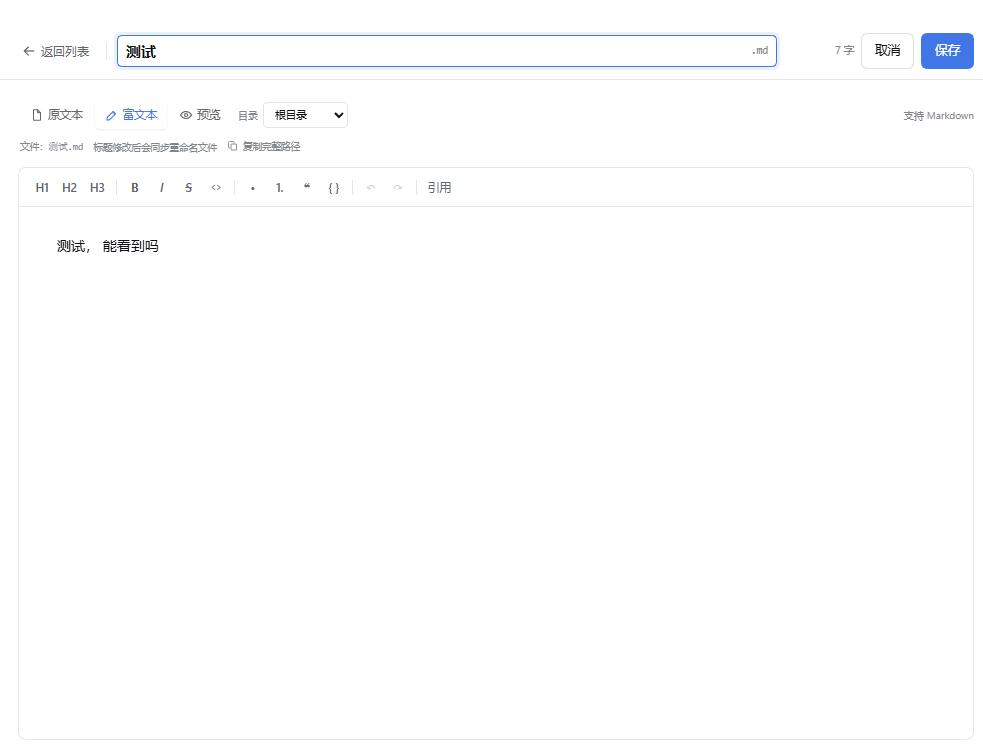 返回列表 测试 .md 7 字 取消 保存
原文本 富文本 预览 目录 根目录 支持 Markdown
文件: 测试.md 标题修改后会同步重命名文件 复制完整路径
H1 H2 H3 B I S <> • 1. ❝ { } 引用
测试， 能看到吗